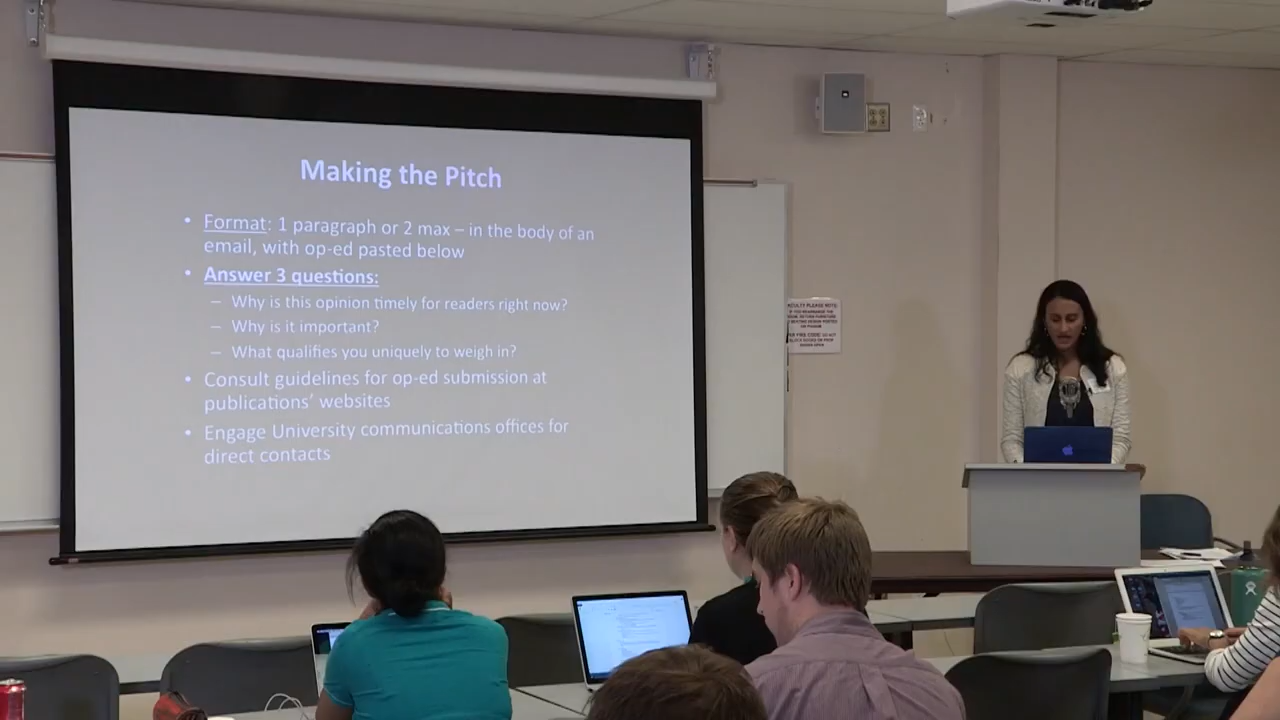 Making the Pitch
• Format: 1 paragraph or 2 max – in the body of an
email, with op-ed pasted below
• Answer 3 questions:
– Why is this opinion timely for readers right now?
– Why is it important?
– What qualifies you uniquely to weigh in?
• Consult guidelines for op-ed submission at
publications’ websites
• Engage University communications offices for
direct contacts
FACULTY PLEASE NOTE: